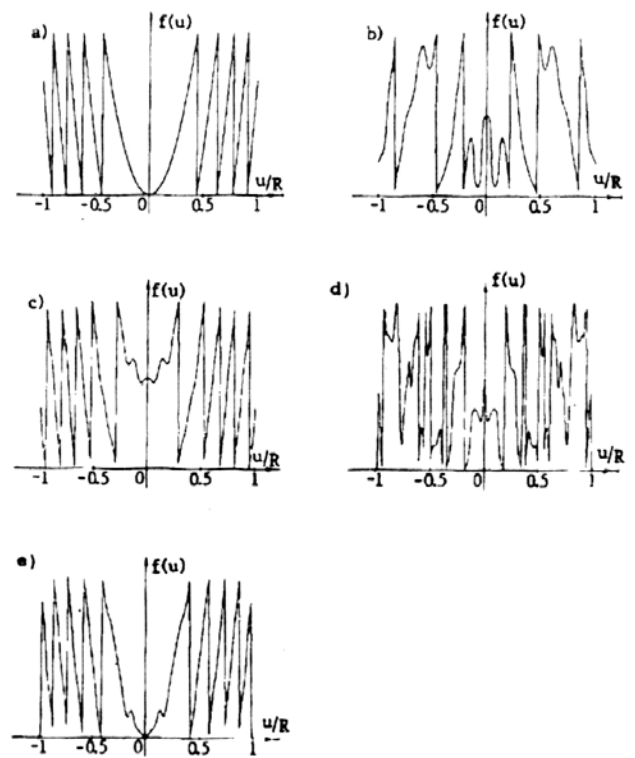 a) f(u)
b) f(u)
u/R u/R
-1 -0.5 0 0.5 1
-1 -0.5 0 0.5 1
c) f(u)
d) f(u)
u/R u/R
-1 -0.5 0 0.5 1
-1 -0.5 0 0.5 1
e) f(u)
u/R
-1 -0.5 0 0.5 1